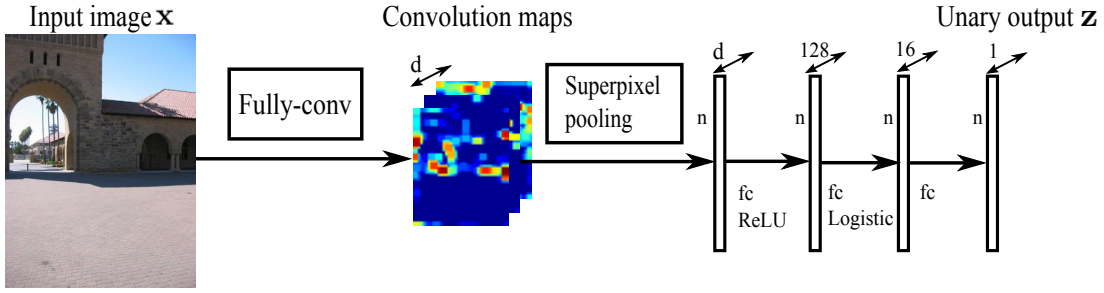 Input image x
Convolution maps
Unary output z
Fully-conv
d
Superpixel
pooling
d
128
16
1
n
n
n
n
fc
ReLU
fc
Logistic
fc